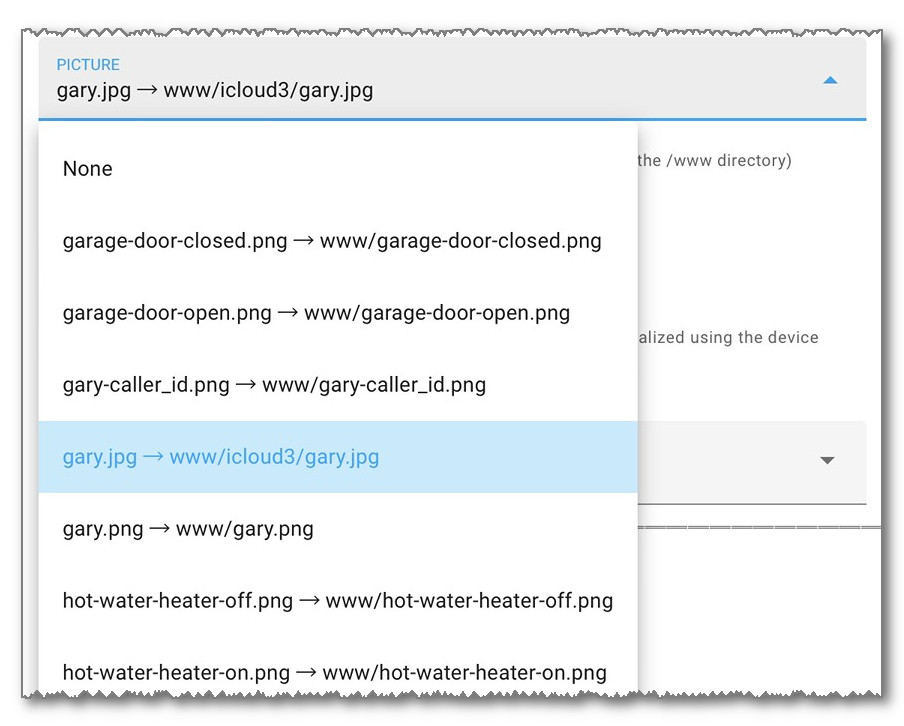 PICTURE
gary.jpg → www/icloud3/gary.jpg
the /www directory)
None
garage-door-closed.png → www/garage-door-closed.png
garage-door-open.png → www/garage-door-open.png
alized using the device
gary-caller_id.png → www/gary-caller_id.png
gary.jpg → www/icloud3/gary.jpg
gary.png → www/gary.png
hot-water-heater-off.png → www/hot-water-heater-off.png
hot-water-heater-on.png → www/hot-water-heater-on.png